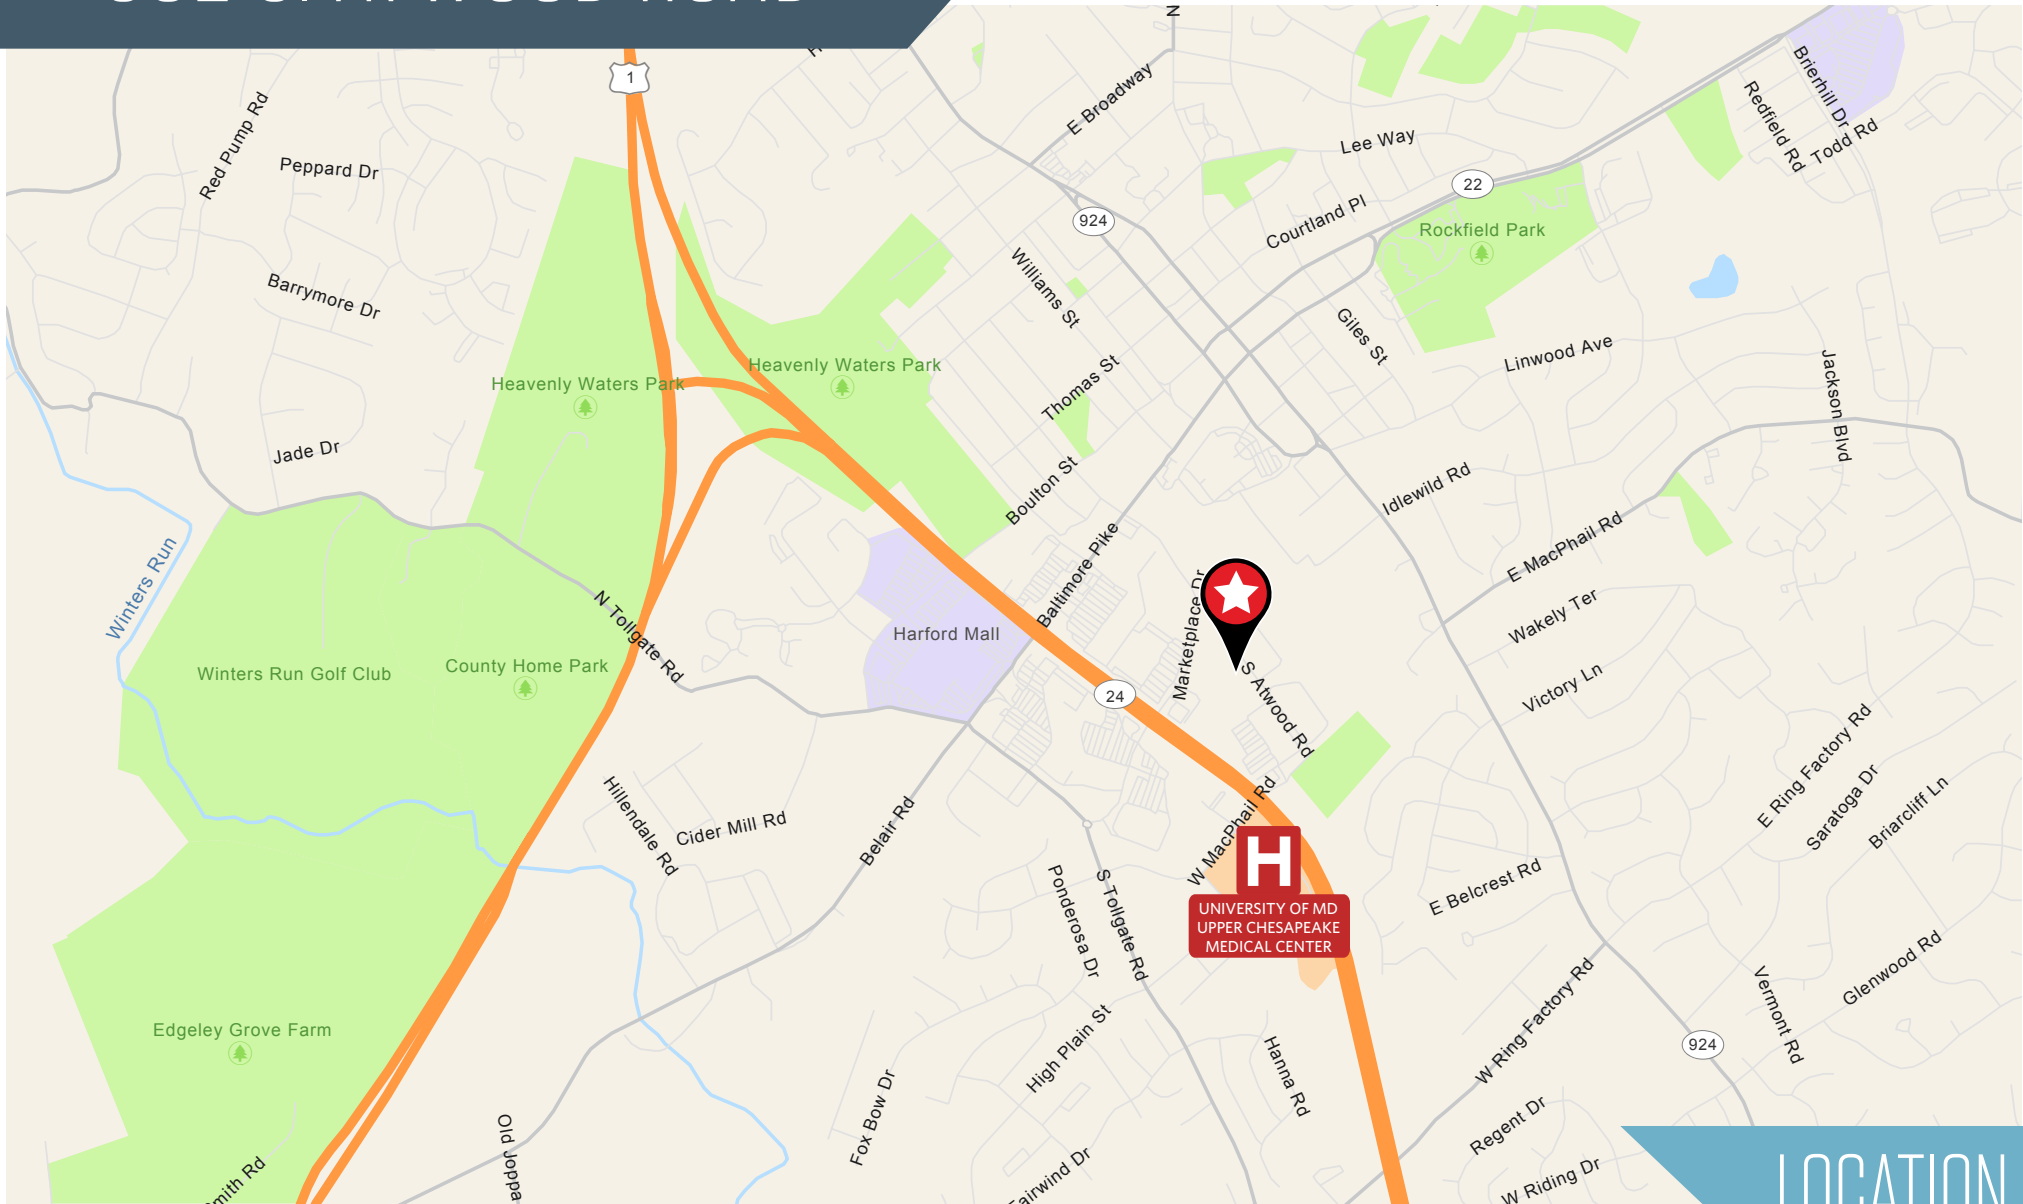 N
1
E Broadway
Brierhill Dr
Redfield Rd
Todd Rd
Red Pump Rd
Peppard Dr
Lee Way
22
924
Courtland Pl
Rockfield Park
Williams St
Barrymore Dr
Giles St
Linwood Ave
Jackson Blvd
Heavenly Waters Park
Heavenly Waters Park
Thomas St
Jade Dr
Boulton St
Idlewild Rd
E MacPhail Rd
Baltimore Pike
Winters Run
N Tollgate Rd
Marketplace Dr
Wakely Ter
Harford Mall
Winters Run Golf Club
County Home Park
24
S Atwood Rd
Victory Ln
E Ring Factory Rd
Saratoga Dr
Briarcliff Ln
Hillendale Rd
Cider Mill Rd
Belair Rd
W MacPhail Rd
H
UNIVERSITY OF MD
UPPER CHESAPEAKE
MEDICAL CENTER
E Belcrest Rd
Ponderosa Dr
S Tollgate Rd
Glenwood Rd
Vermont Rd
W Ring Factory Rd
Edgeley Grove Farm
High Plain St
Hanna Rd
924
Fox Bow Dr
Regent Dr
Old Joppa
W Riding Dr
LOCATION